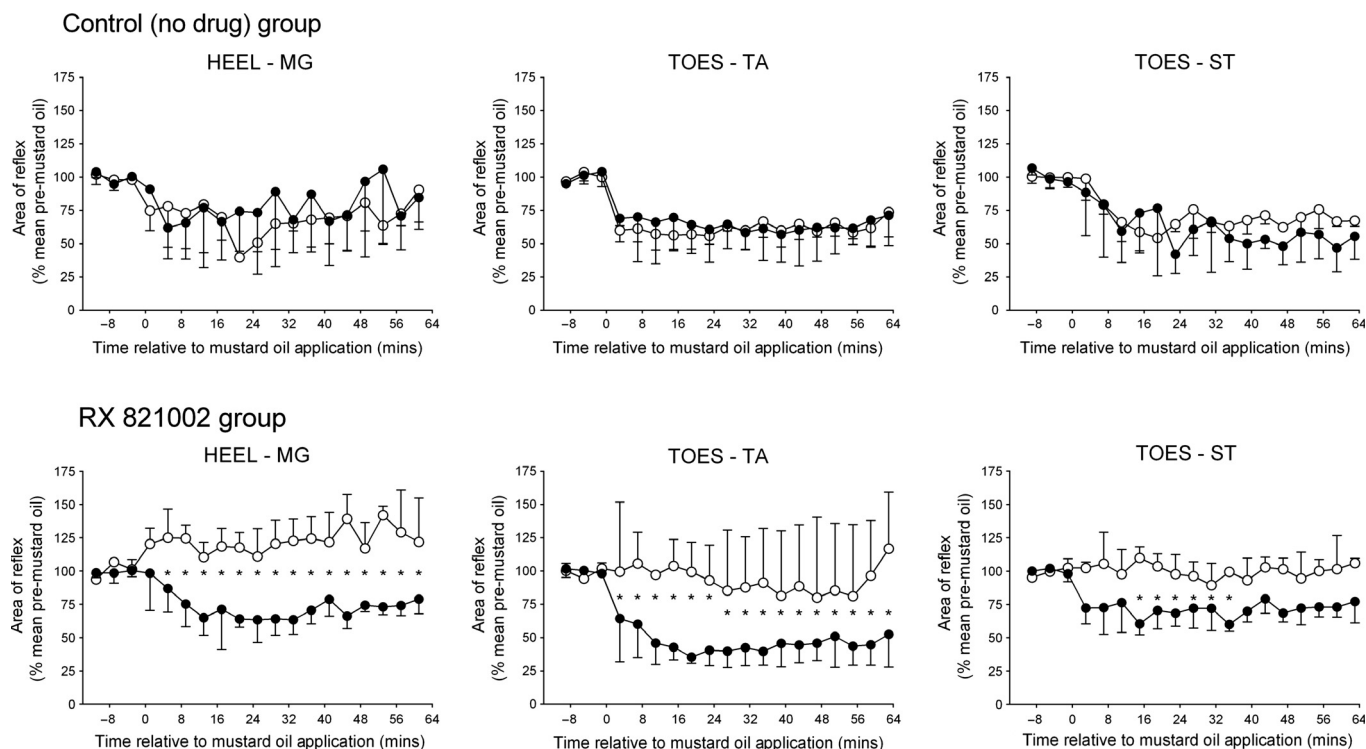 Control (no drug) group
HEEL - MG
TOES - TA
TOES - ST
Area of reflex
(% mean pre-mustard oil)
175
150
125
100
75
50
25
0
−8 0 8 16 24 32 40 48 56 64
Time relative to mustard oil application (mins)
Area of reflex
(% mean pre-mustard oil)
175
150
125
100
75
50
25
0
−8 0 8 16 24 32 40 48 56 64
Time relative to mustard oil application (mins)
Area of reflex
(% mean pre-mustard oil)
175
150
125
100
75
50
25
0
−8 0 8 16 24 32 40 48 56 64
Time relative to mustard oil application (mins)
RX 821002 group
HEEL - MG
TOES - TA
TOES - ST
Area of reflex
(% mean pre-mustard oil)
175
150
125
100
75
50
25
0
* * * * * * * * * * * * * * *
−8 0 8 16 24 32 40 48 56 64
Time relative to mustard oil application (mins)
Area of reflex
(% mean pre-mustard oil)
175
150
125
100
75
50
25
0
* * * * * *
* * * * * * * * * *
−8 0 8 16 24 32 40 48 56 64
Time relative to mustard oil application (mins)
Area of reflex
(% mean pre-mustard oil)
175
150
125
100
75
50
25
0
* * * * * *
−8 0 8 16 24 32 40 48 56 64
Time relative to mustard oil application (mins)